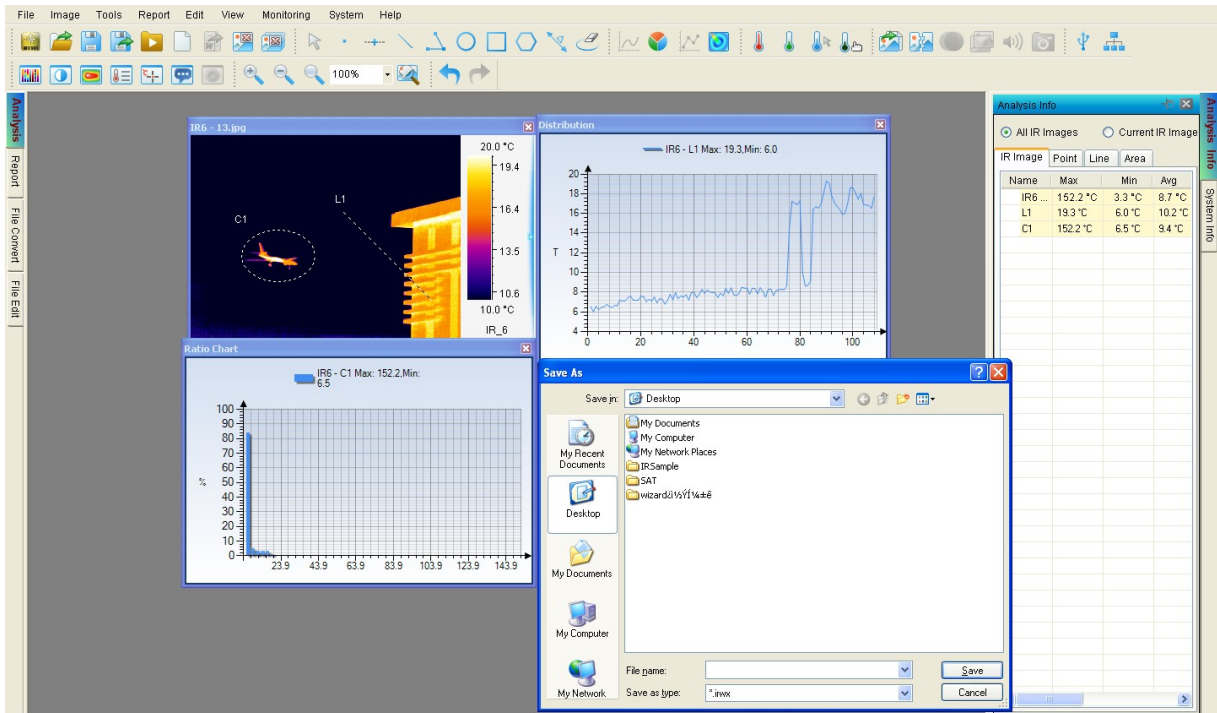 File Image Tools Report Edit View Monitoring System Help
100%
Analysis
Report
File Convert
File Edit
IR6 - 13.jpg
C1
L1
20.0 °C
19.4
16.4
13.5
10.6
10.0 °C
IR_6
Distribution
IR6 - L1 Max: 19.3,Min: 6.0
T
20
18
16
14
12
10
8
6
4
0 20 40 60 80 100
Ratio Chart
IR6 - C1 Max: 152.2,Min:
6.5
%
100
90
80
70
60
50
40
30
20
10
0
23.9 43.9 63.9 83.9 103.9 123.9 143.9
Save As
Save in: Desktop
My Recent
Documents
Desktop
My Documents
My Computer
My Network
My Documents
My Computer
My Network Places
IRSample
SAT
File name:
Save
Save as type: *.irwx
Cancel
Analysis Info
All IR Images Current IR Image
IR Image Point Line Area
Name Max Min Avg
IR6 ... 152.2 °C 3.3 °C 8.7 °C
L1 19.3 °C 6.0 °C 10.2 °C
C1 152.2 °C 6.5 °C 9.4 °C
Analysis Info
System Info